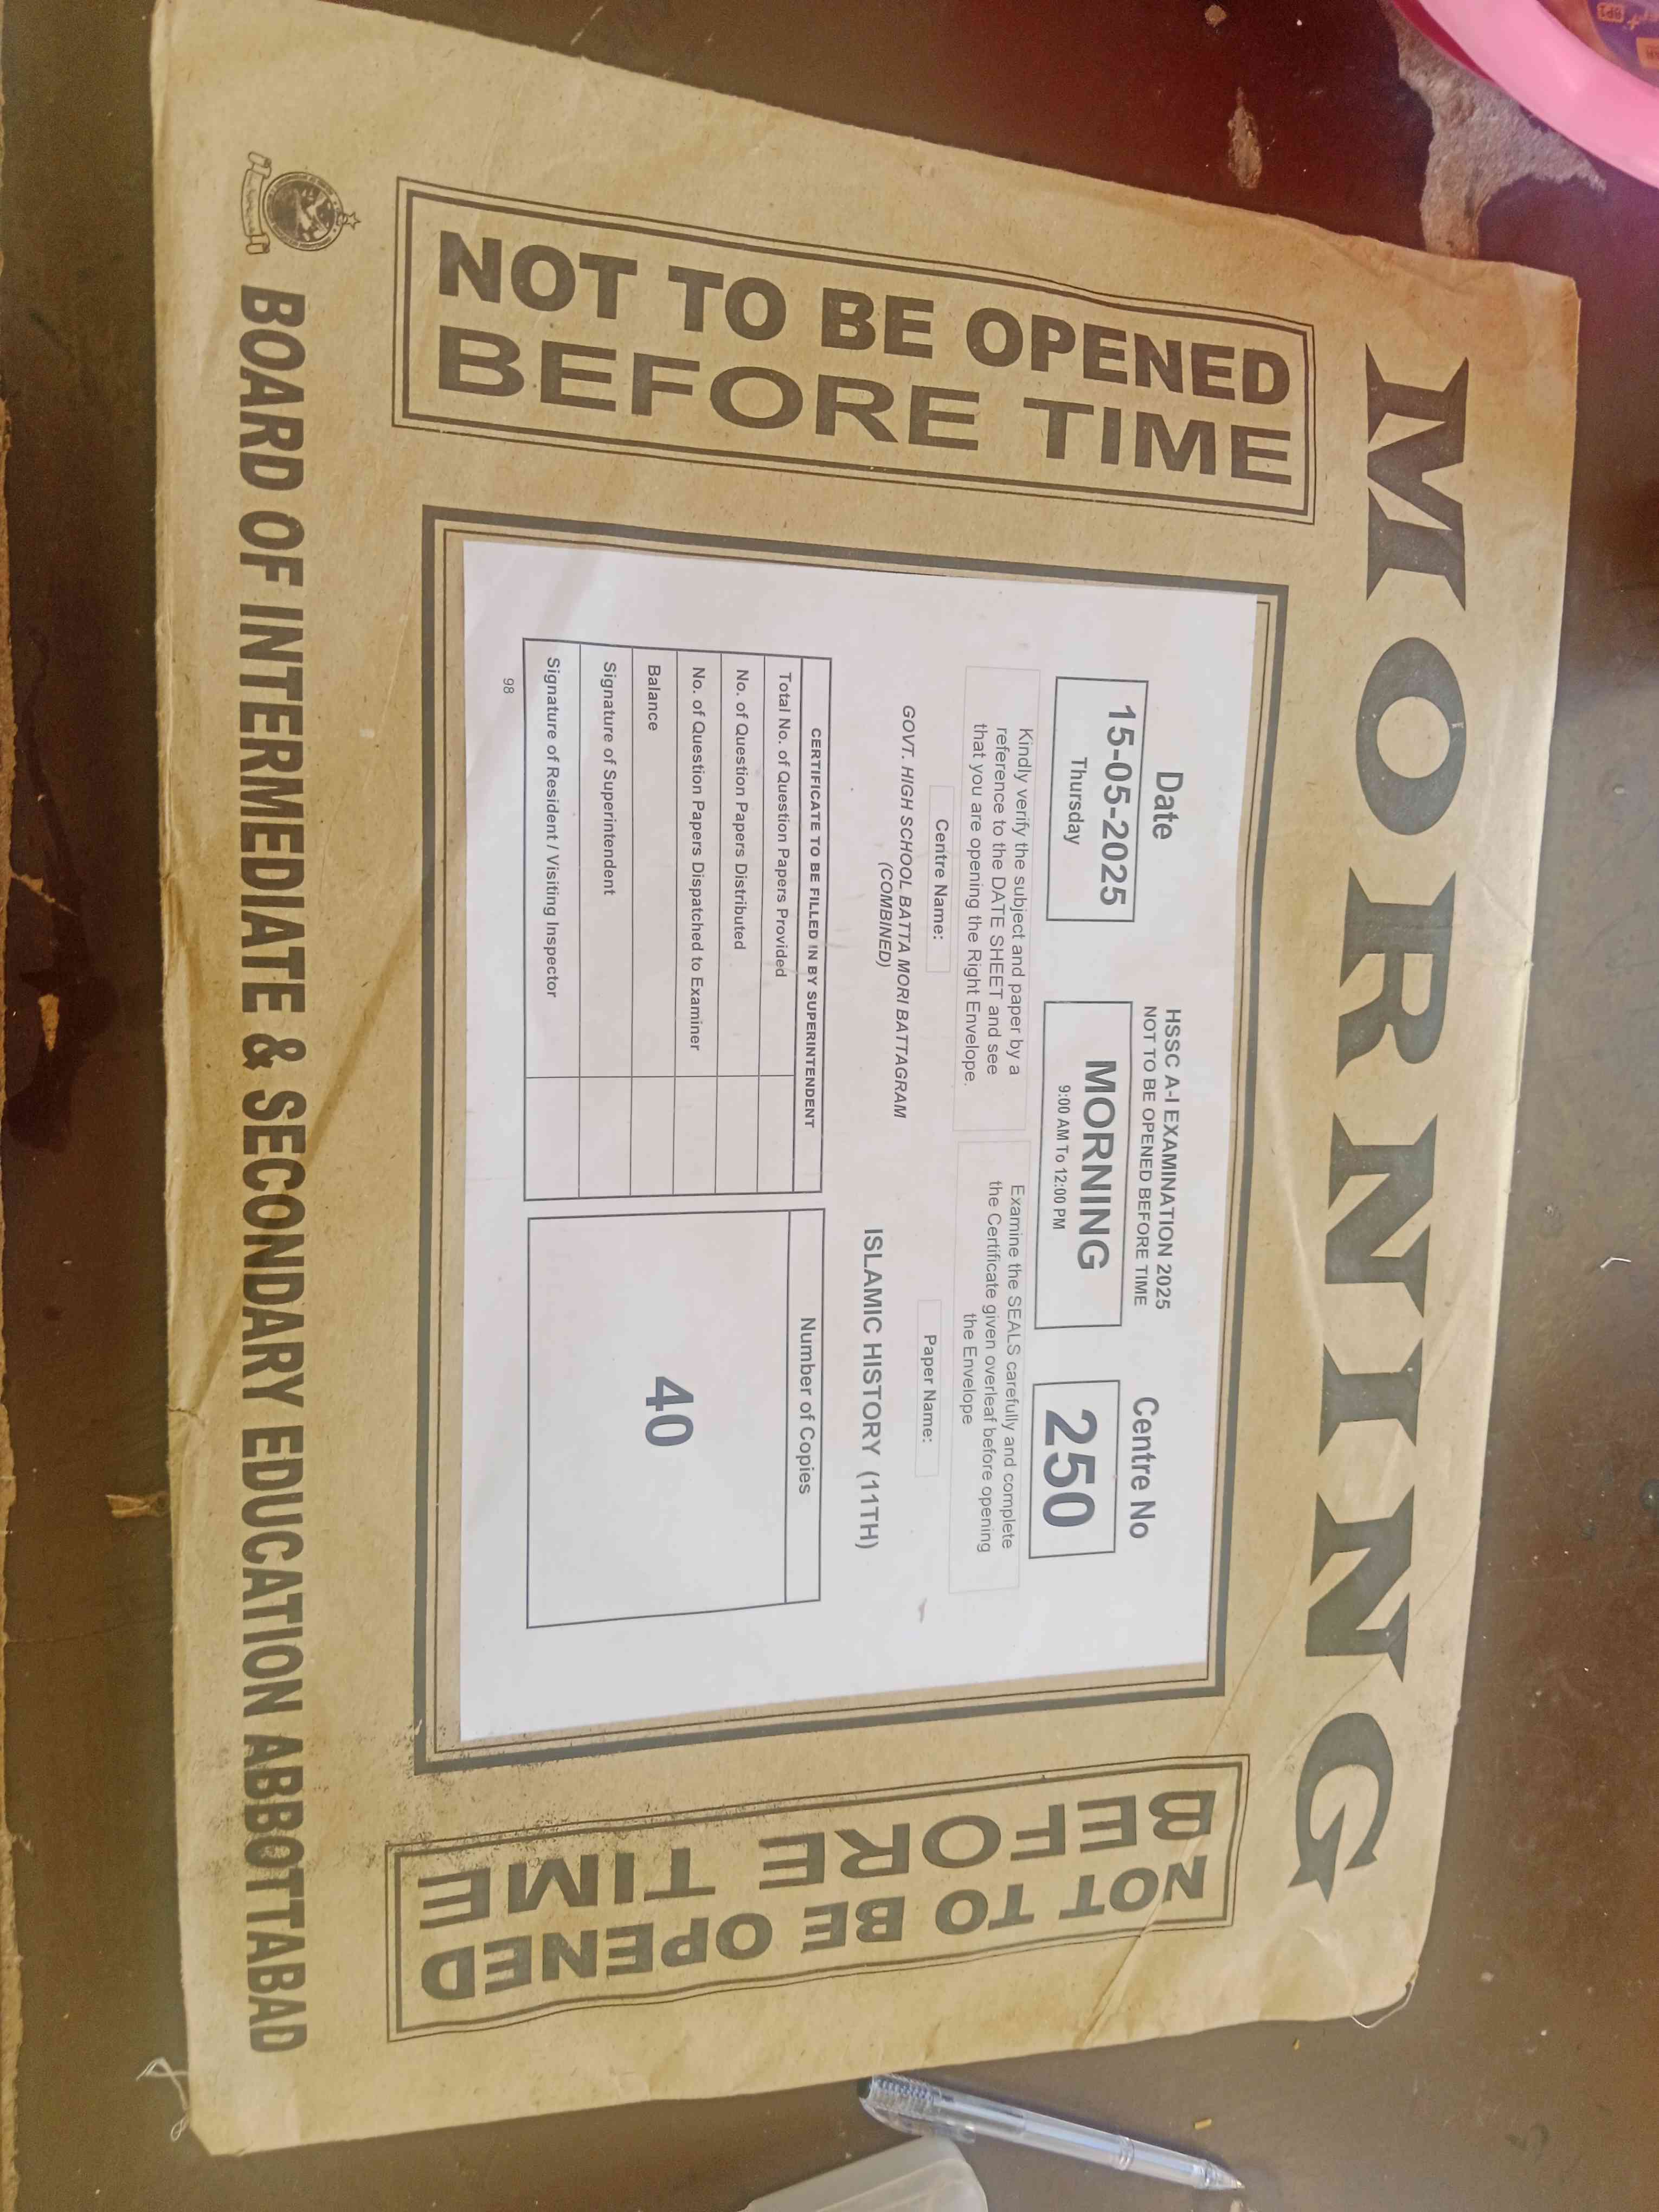 MORNING
NOT TO BE OPENED
BEFORE TIME
Date
15-05-2025
Thursday
HSSC A-I EXAMINATION 2025
NOT TO BE OPENED BEFORE TIME
MORNING
9:00 AM To 12:00 PM
Centre No
250
Kindly verify the subject and paper by a
reference to the DATE SHEET and see
that you are opening the Right Envelope.
Examine the SEALS carefully and complete
the Certificate given overleaf before opening
the Envelope
Centre Name:
GOVT. HIGH SCHOOL BATTA MORI BATTAGRAM
(COMBINED)
Paper Name:
ISLAMIC HISTORY (11TH)
CERTIFICATE TO BE FILLED IN BY SUPERINTENDENT
Total No. of Question Papers Provided
No. of Question Papers Distributed
No. of Question Papers Dispatched to Examiner
Balance
Signature of Superintendent
Signature of Resident / Visiting Inspector
Number of Copies
40
98
NOT TO BE OPENED
BEFORE TIME
BOARD OF INTERMEDIATE & SECONDARY EDUCATION ABBOTTABAD